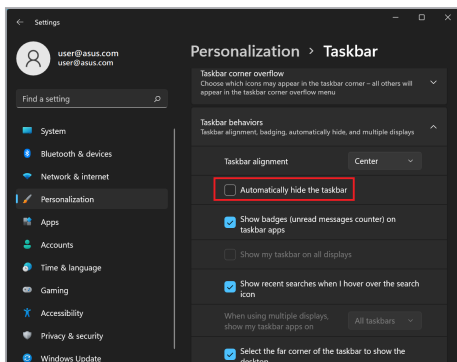 Settings
user@asus.com
user@asus.com
Find a setting
System
Bluetooth & devices
Network & internet
Personalization
Apps
Accounts
Time & language
Gaming
Accessibility
Privacy & security
Windows Update
Personalization > Taskbar
Taskbar corner overflow
Choose which icons may appear in the taskbar corner – all others will
appear in the taskbar corner overflow menu
Taskbar behaviors
Taskbar alignment, badging, automatically hide, and multiple displays
Taskbar alignment
Center
Automatically hide the taskbar
Show badges (unread messages counter) on
taskbar apps
Show my taskbar on all displays
Show recent searches when I hover over the search
icon
When using multiple displays,
show my taskbar apps on
All taskbars
Select the far corner of the taskbar to show the
desktop